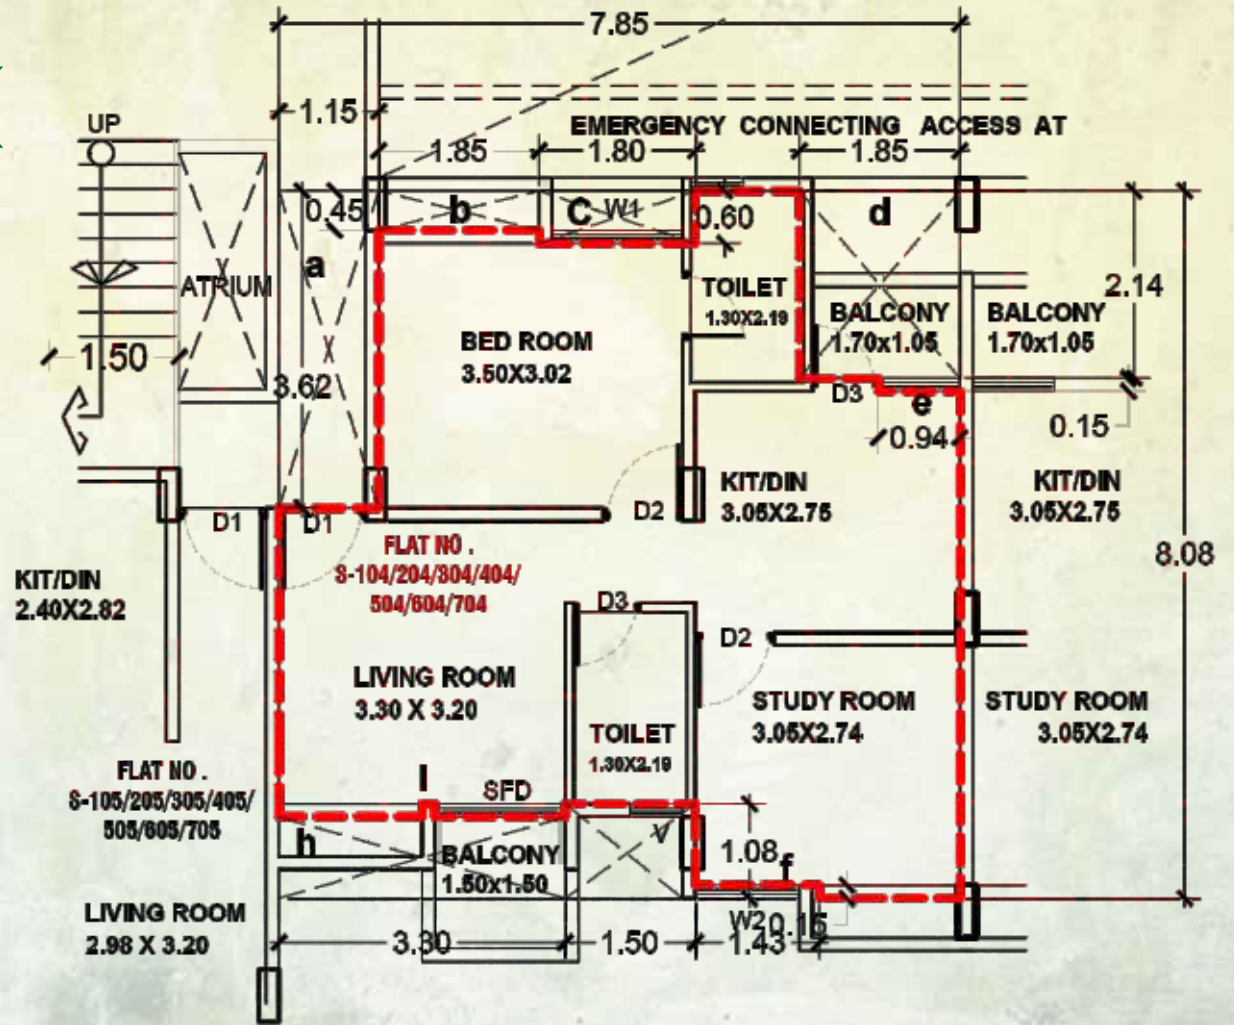 7.85
1.15
UP
EMERGENCY CONNECTING ACCESS AT
1.85
1.80
1.85
0.45
b
C
W1
0.60
d
a
ATRIUM
TOILET
1.30X2.19
2.14
BALCONY
1.70x1.05
BALCONY
1.70x1.05
BED ROOM
3.50X3.02
1.50
3.62
D3
e
0.94
0.15
KIT/DIN
3.05X2.75
KIT/DIN
3.05X2.75
D1
D1
D2
FLAT NO .
S-104/204/304/404/
504/604/704
8.08
KIT/DIN
2.40X2.82
D3
D2
LIVING ROOM
3.30 X 3.20
STUDY ROOM
3.05X2.74
STUDY ROOM
3.05X2.74
TOILET
1.30X2.19
FLAT NO .
S-105/205/305/405/
505/605/705
I
SFD
h
BALCONY
1.50x1.50
V
1.08
f
LIVING ROOM
2.98 X 3.20
W2
0.15
3.30
1.50
1.43